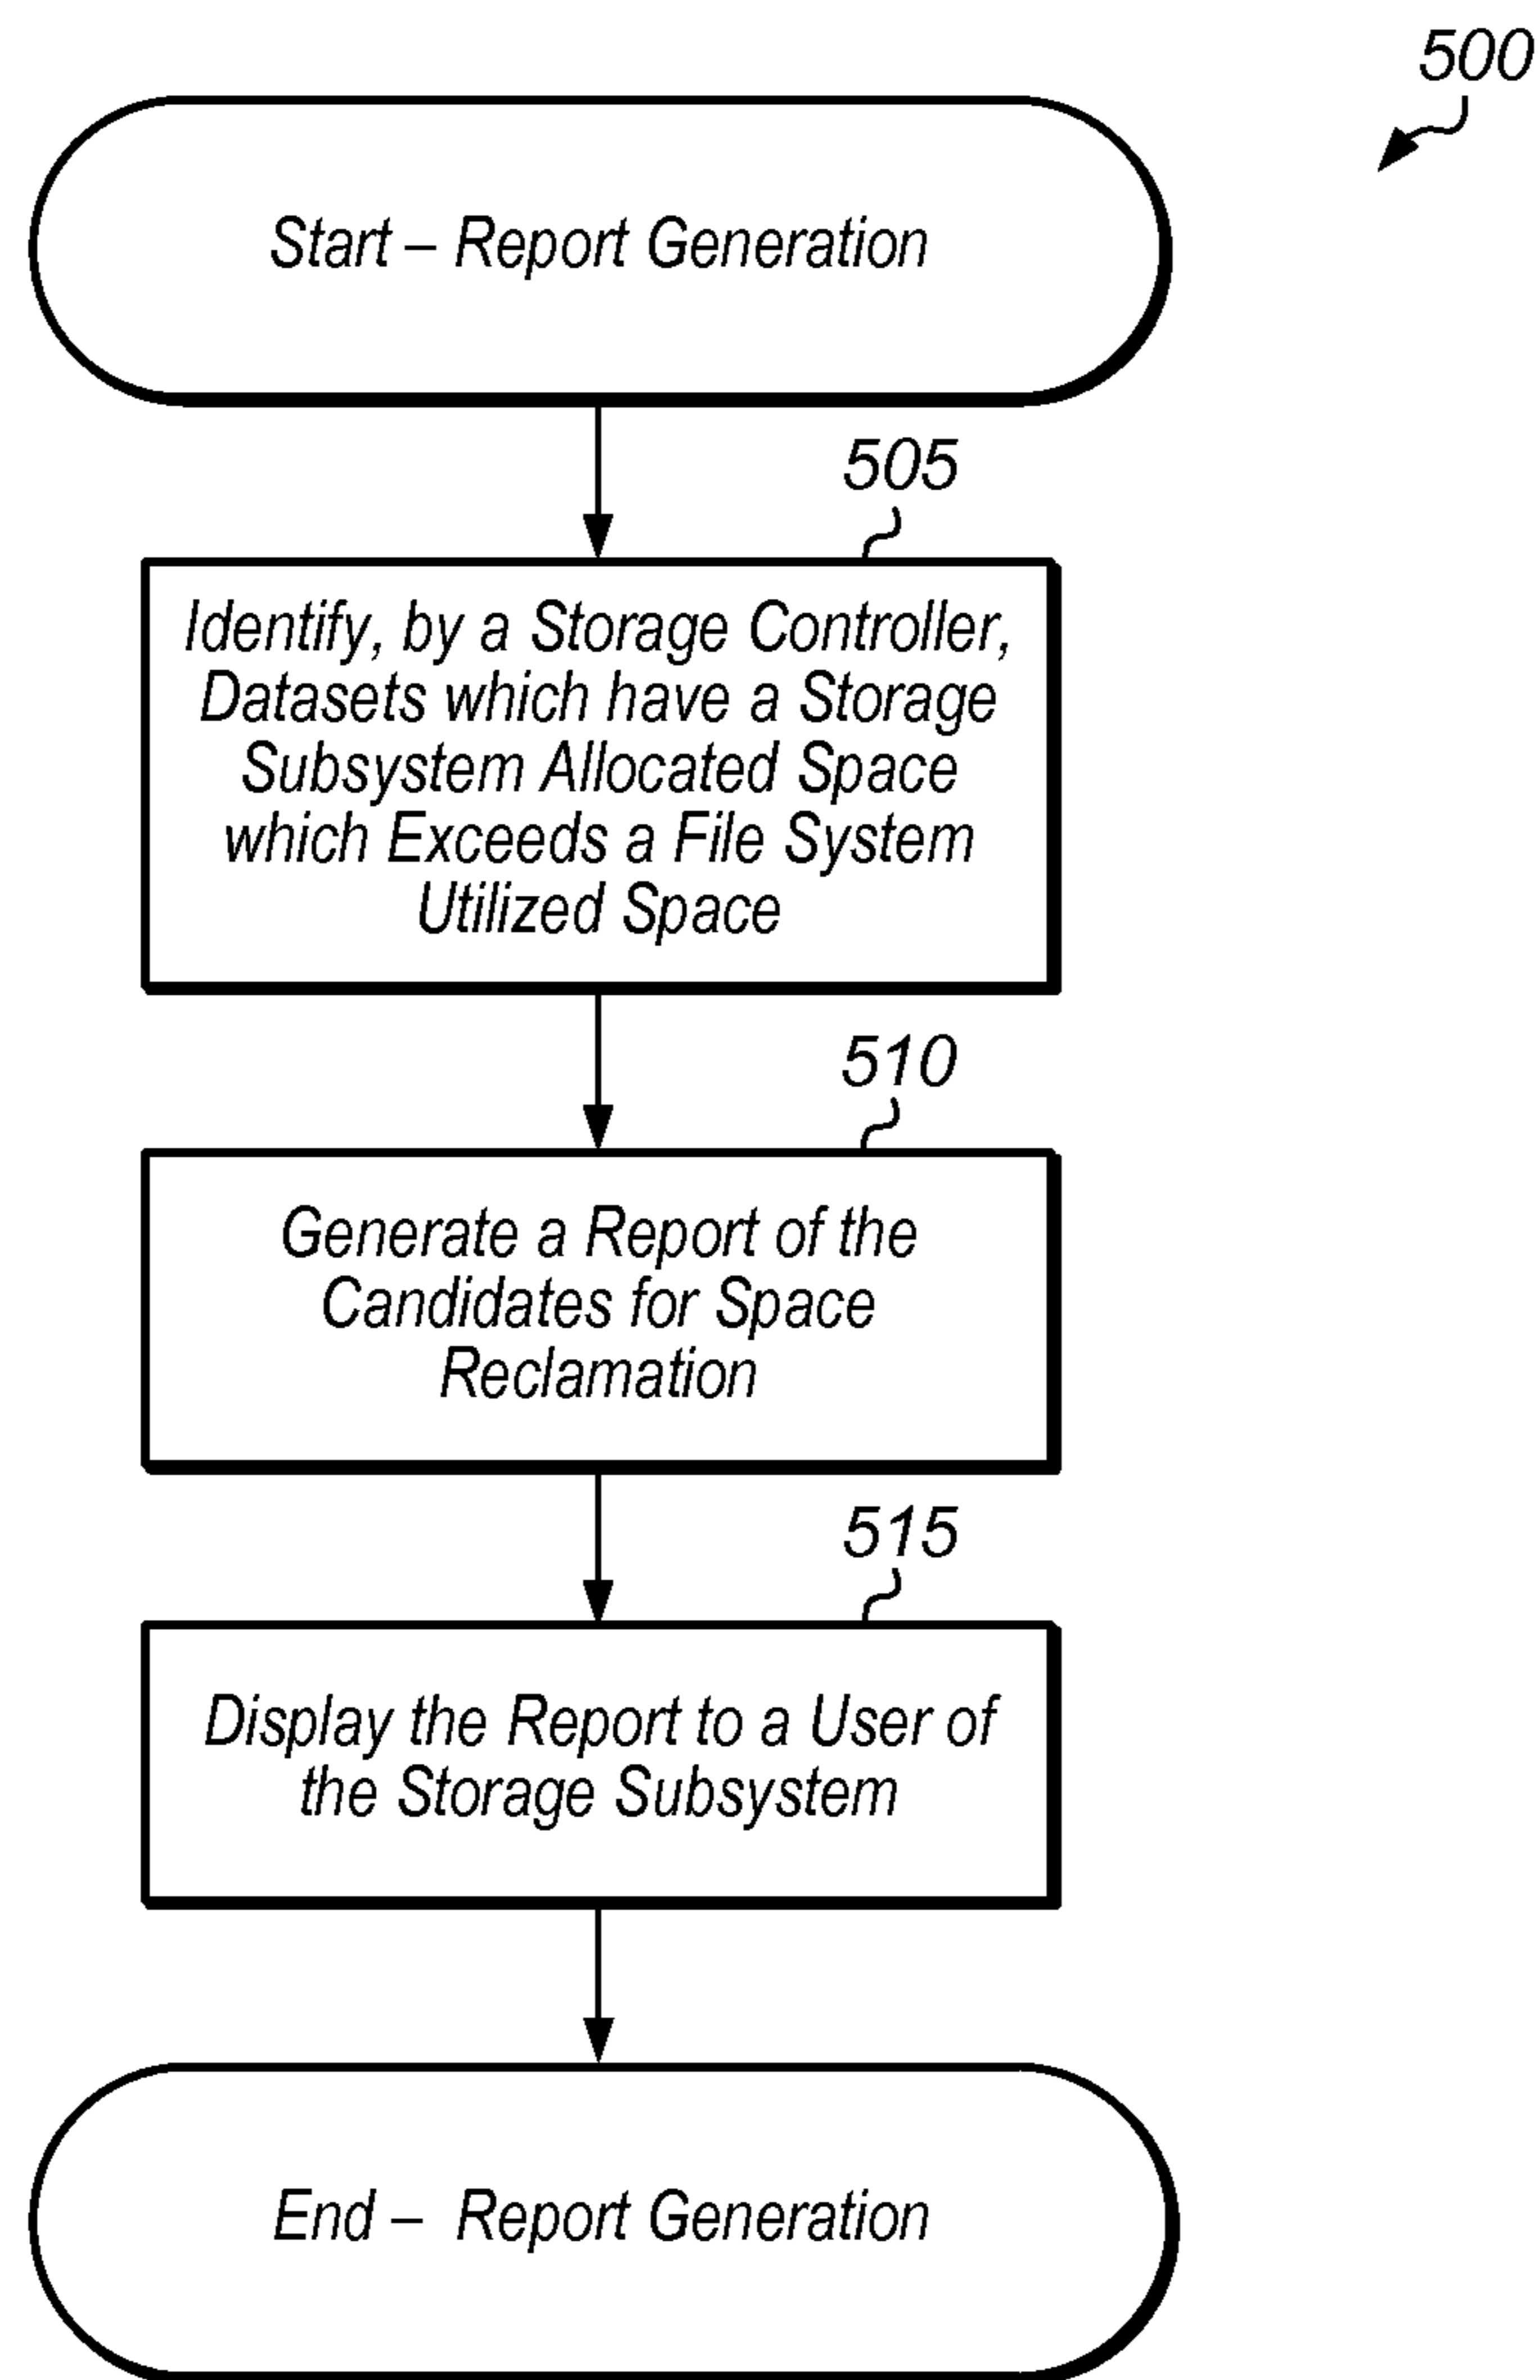 500
Start – Report Generation
505
Identify, by a Storage Controller,
Datasets which have a Storage
Subsystem Allocated Space
which Exceeds a File System
Utilized Space
510
Generate a Report of the
Candidates for Space
Reclamation
515
Display the Report to a User of
the Storage Subsystem
End – Report Generation